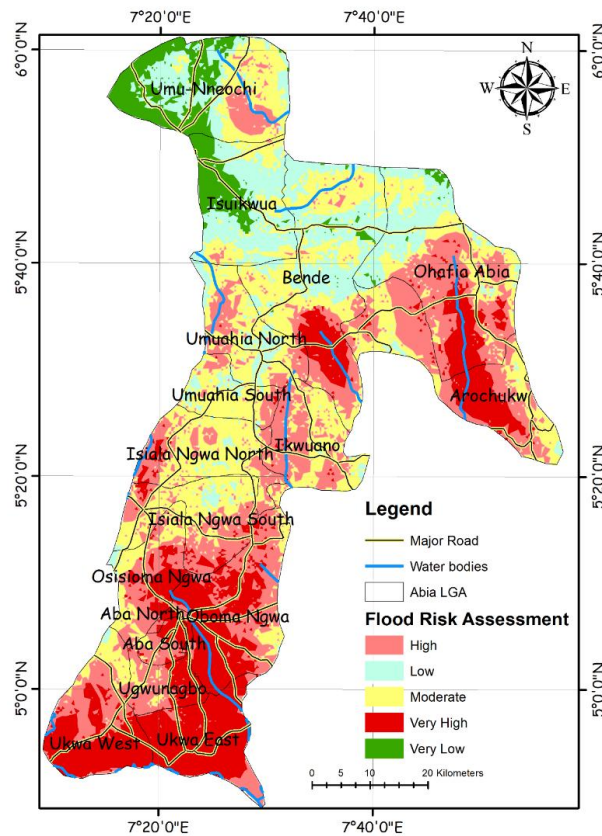 7°20'0"E 7°40'0"E
6°0'0"N 6°0'0"N
N
W E
S
Umu-Nneochi
Isuikwua
5°40'0"N 5°40'0"N
Ohafia Abia
Bende
Umuahia North
Umuahia South
Arochukw
Ikwuano
Isiala Ngwa North
5°20'0"N 5°20'0"N
Isiala Ngwa South
Osisioma Ngwa
Aba North
Oboma Ngwa
Aba South
Ugwunagbo
5°0'0"N 5°0'0"N
Ukwa West
Ukwa East
Legend
Major Road
Water bodies
Abia LGA
Flood Risk Assessment
High
Low
Moderate
Very High
Very Low
0 5 10 20 Kilometers
7°20'0"E 7°40'0"E